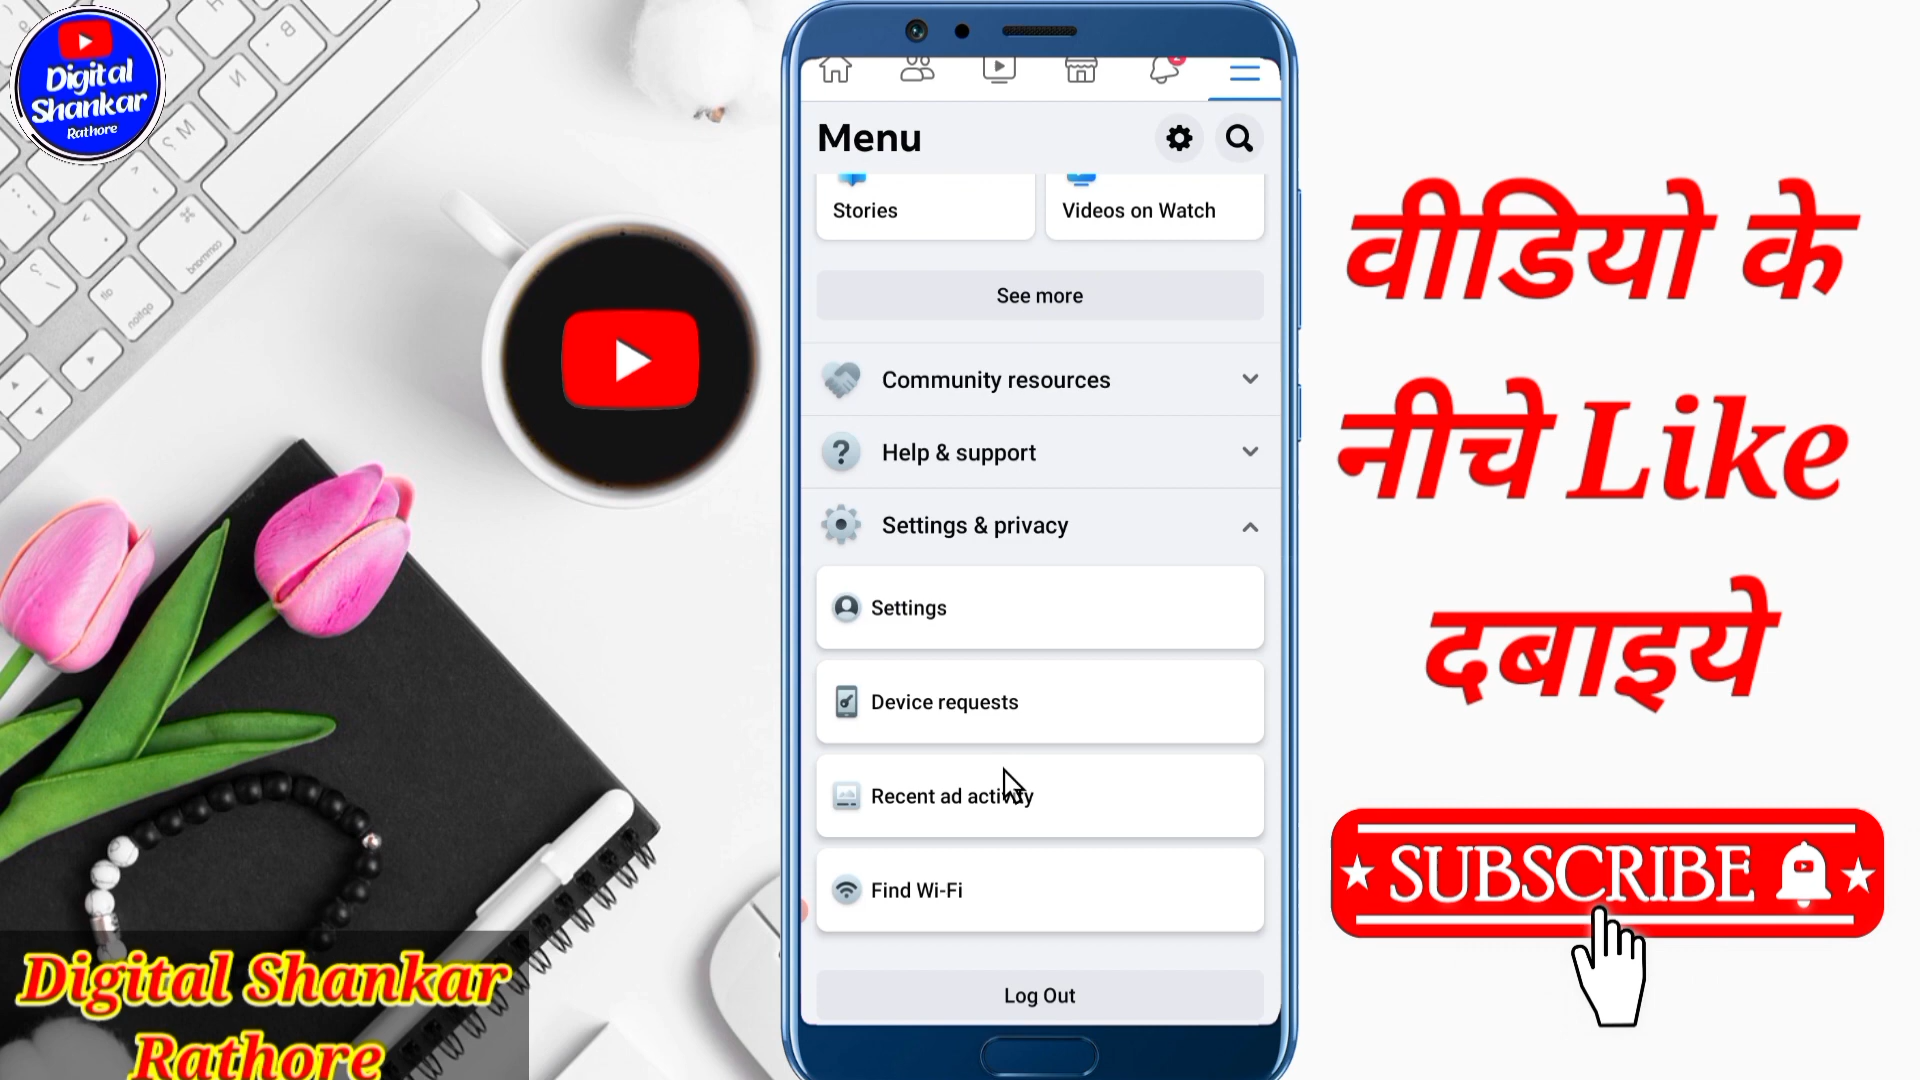 Digital
Shankar
Rathore
Menu
Stories
Videos on Watch
See more
Community resources
Help & support
Settings & privacy
Settings
Device requests
Recent ad activity
Find Wi-Fi
Log Out
वीडियो के
नीचे Like
दबाइये
SUBSCRIBE
Digital Shankar
Rathore